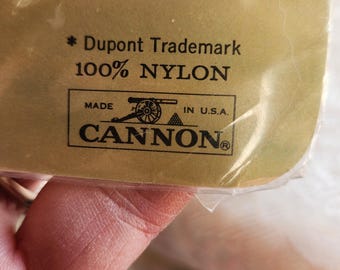 * Dupont Trademark
100% NYLON
MADE IN U.S.A.
CANNON®